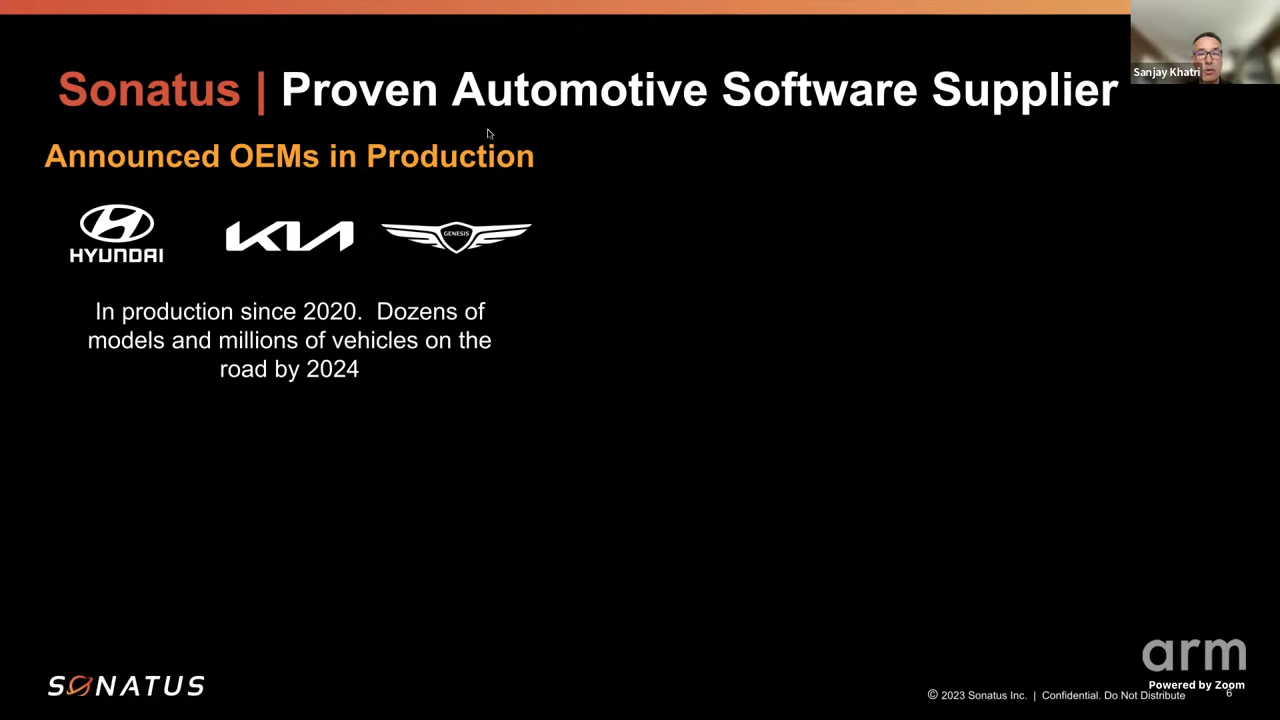 Sanjay Khatri
Sonatus | Proven Automotive Software Supplier
Announced OEMs in Production
HYUNDAI
KIA
GENESIS
In production since 2020.  Dozens of
models and millions of vehicles on the
road by 2024
arm
Powered by Zoom
SONATUS
© 2023 Sonatus Inc.  |  Confidential. Do Not Distribute
6